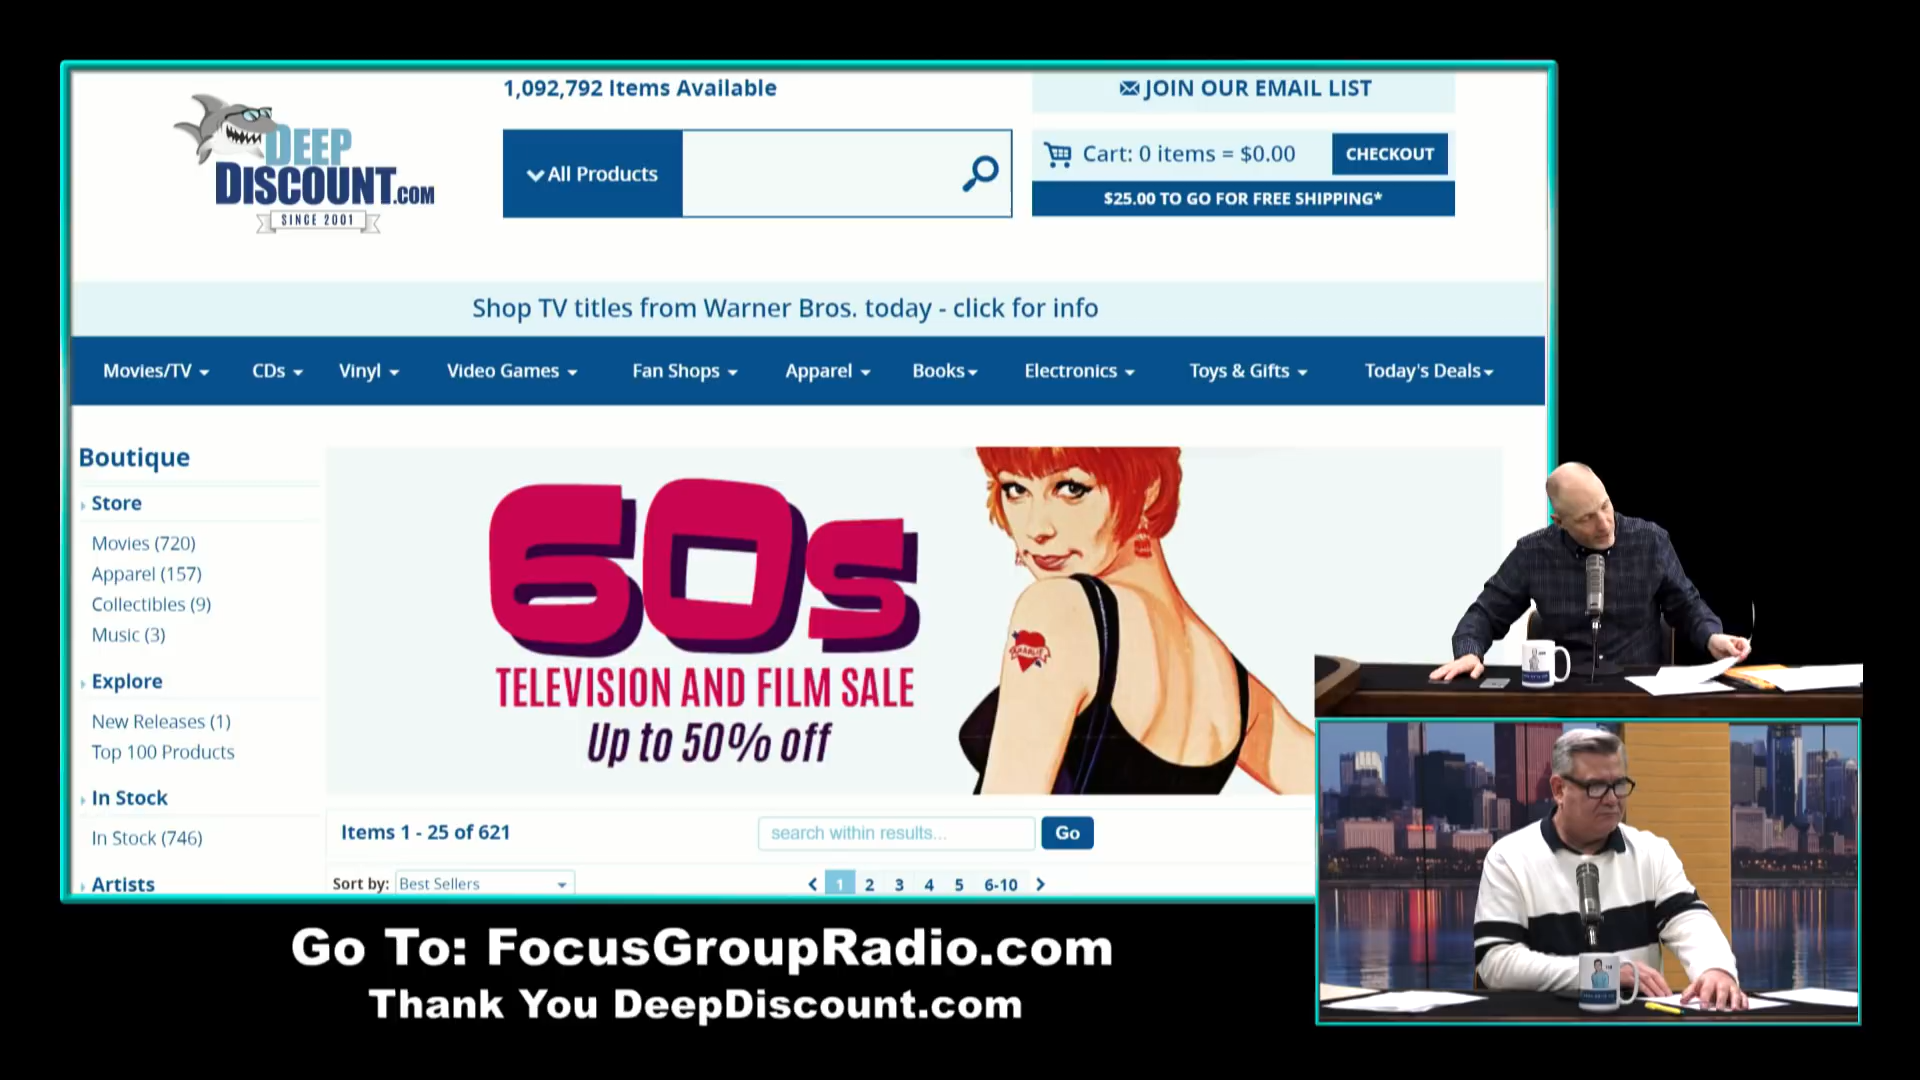 1,092,792 Items Available
JOIN OUR EMAIL LIST
DEEP
DISCOUNT.COM
SINCE 2001
All Products
Cart: 0 items = $0.00
CHECKOUT
$25.00 TO GO FOR FREE SHIPPING*
Shop TV titles from Warner Bros. today - click for info
Movies/TV CDs Vinyl Video Games Fan Shops Apparel Books Electronics Toys & Gifts Today's Deals
Boutique
Store
Movies (720)
Apparel (157)
Collectibles (9)
Music (3)
Explore
New Releases (1)
Top 100 Products
In Stock
In Stock (746)
Artists
60s
TELEVISION AND FILM SALE
Up to 50% off
CHARLIE
Items 1 - 25 of 621
search within results...
Go
Sort by: Best Sellers
1 2 3 4 5 6-10
Go To: FocusGroupRadio.com
Thank You DeepDiscount.com